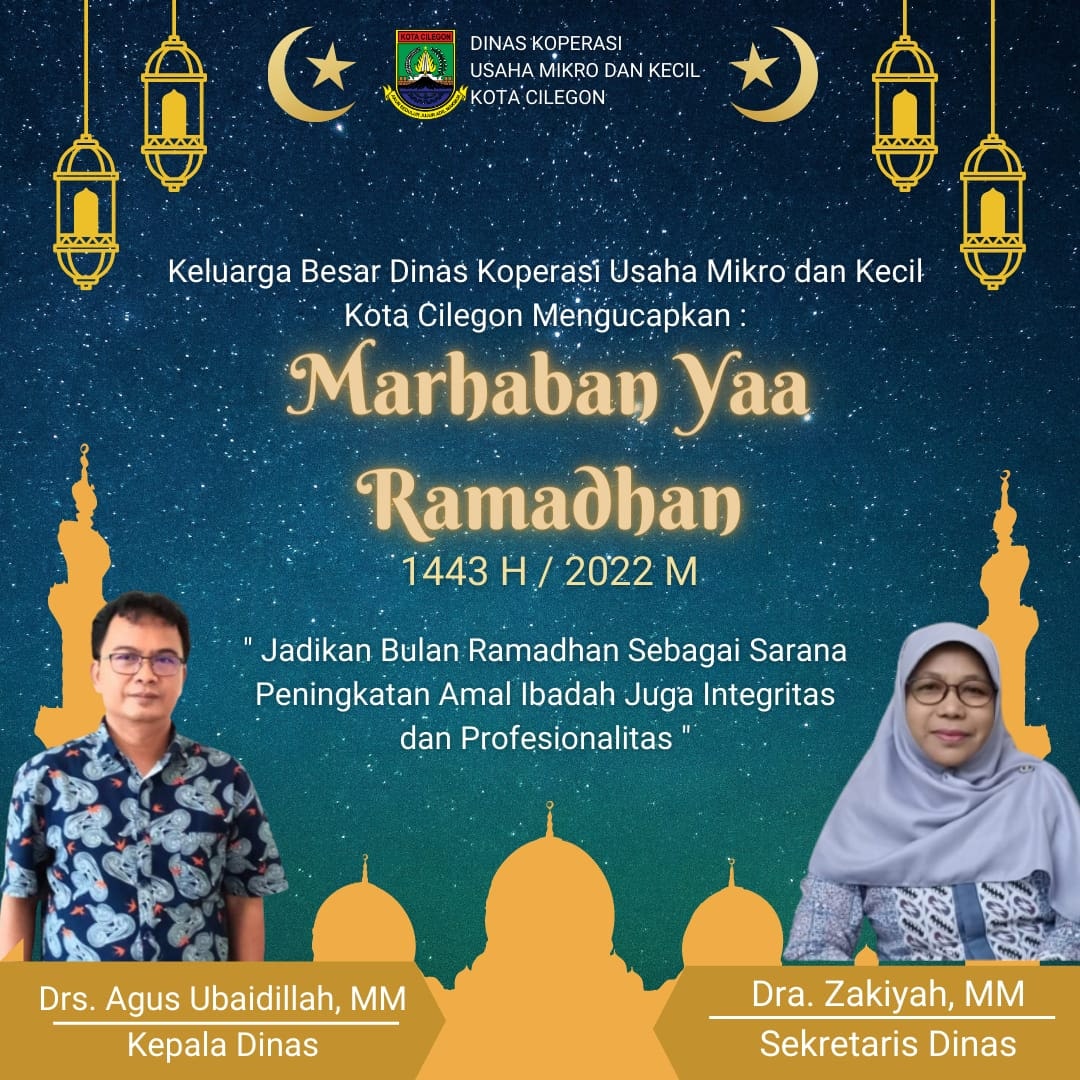 KOTA CILEGON
DINAS KOPERASI
USAHA MIKRO DAN KECIL
KOTA CILEGON
Keluarga Besar Dinas Koperasi Usaha Mikro dan Kecil
Kota Cilegon Mengucapkan :
Marhaban Yaa
Ramadhan
1443 H / 2022 M
" Jadikan Bulan Ramadhan Sebagai Sarana
Peningkatan Amal Ibadah Juga Integritas
dan Profesionalitas "
Drs. Agus Ubaidillah, MM
Kepala Dinas
Dra. Zakiyah, MM
Sekretaris Dinas